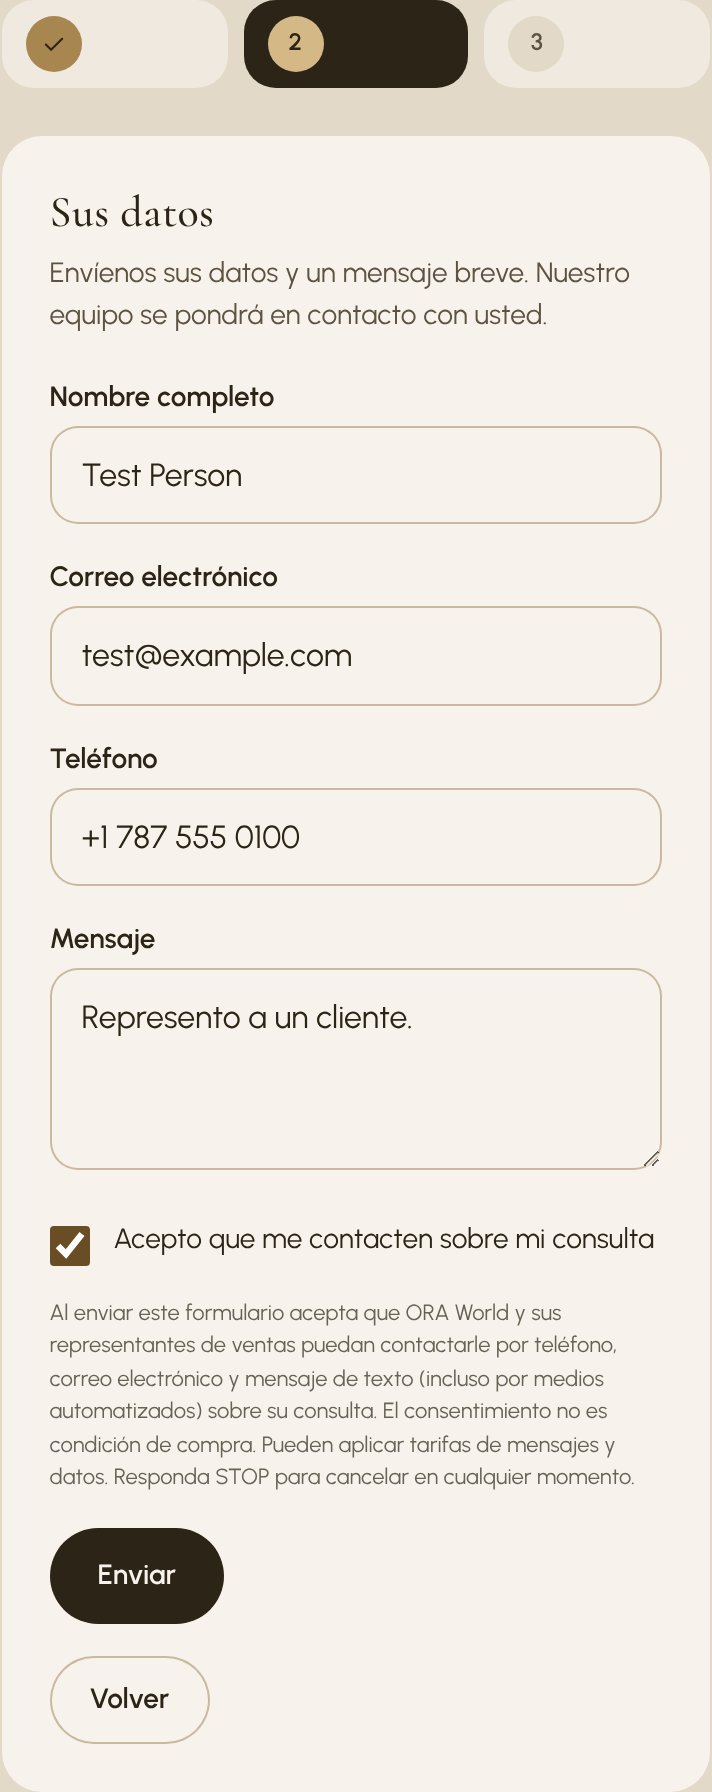 2
3
Sus datos
Envíenos sus datos y un mensaje breve. Nuestro
equipo se pondrá en contacto con usted.
Nombre completo
Test Person
Correo electrónico
test@example.com
Teléfono
+1 787 555 0100
Mensaje
Represento a un cliente.
Acepto que me contacten sobre mi consulta
Al enviar este formulario acepta que ORA World y sus
representantes de ventas puedan contactarle por teléfono,
correo electrónico y mensaje de texto (incluso por medios
automatizados) sobre su consulta. El consentimiento no es
condición de compra. Pueden aplicar tarifas de mensajes y
datos. Responda STOP para cancelar en cualquier momento.
Enviar
Volver